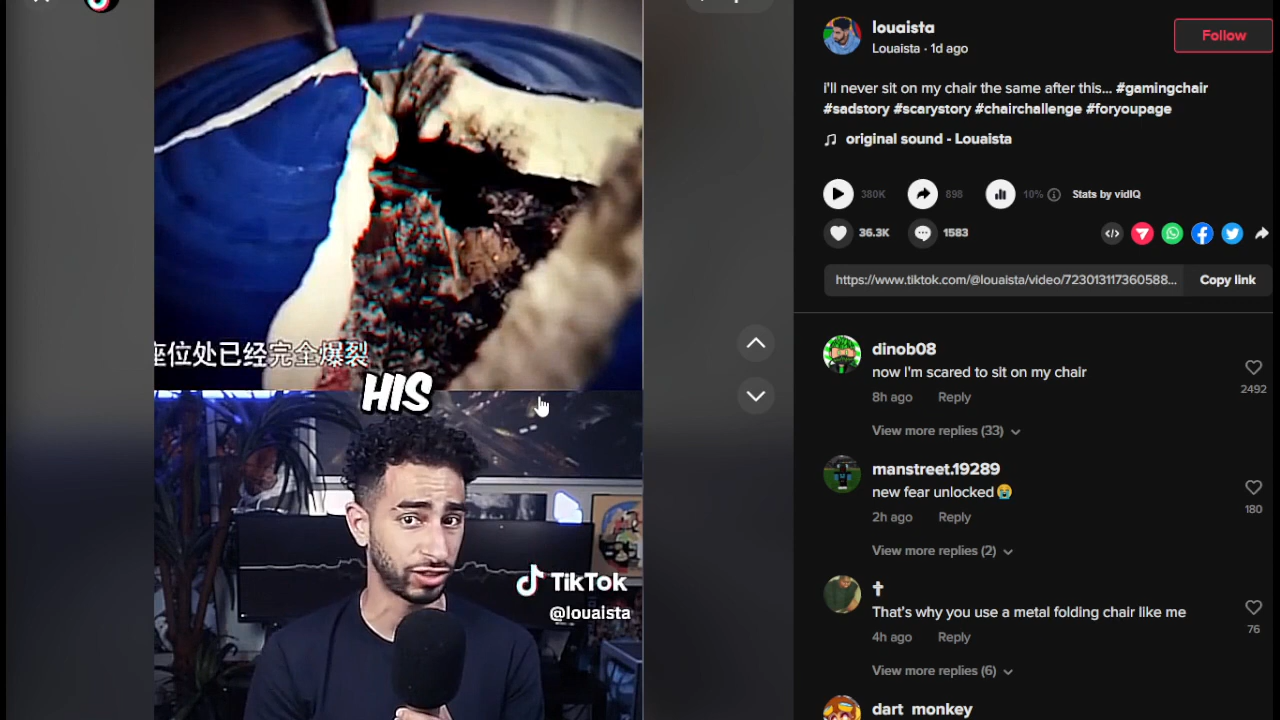 座位处已经完全爆裂
HIS
TikTok
@louaista
louaista
Louaista · 1d ago
Follow
I'll never sit on my chair the same after this... #gamingchair
#sadstory #scarystory #chairchallenge #foryoupage
original sound - Louaista
380K
898
10%
Stats by vidIQ
36.3K
1583
https://www.tiktok.com/@louaista/video/723013117360588...
Copy link
dinob08
now I'm scared to sit on my chair
8h ago Reply
2492
View more replies (33)
manstreet.19289
new fear unlocked 😭
2h ago Reply
180
View more replies (2)
✝
That's why you use a metal folding chair like me
4h ago Reply
76
View more replies (6)
dart_monkey